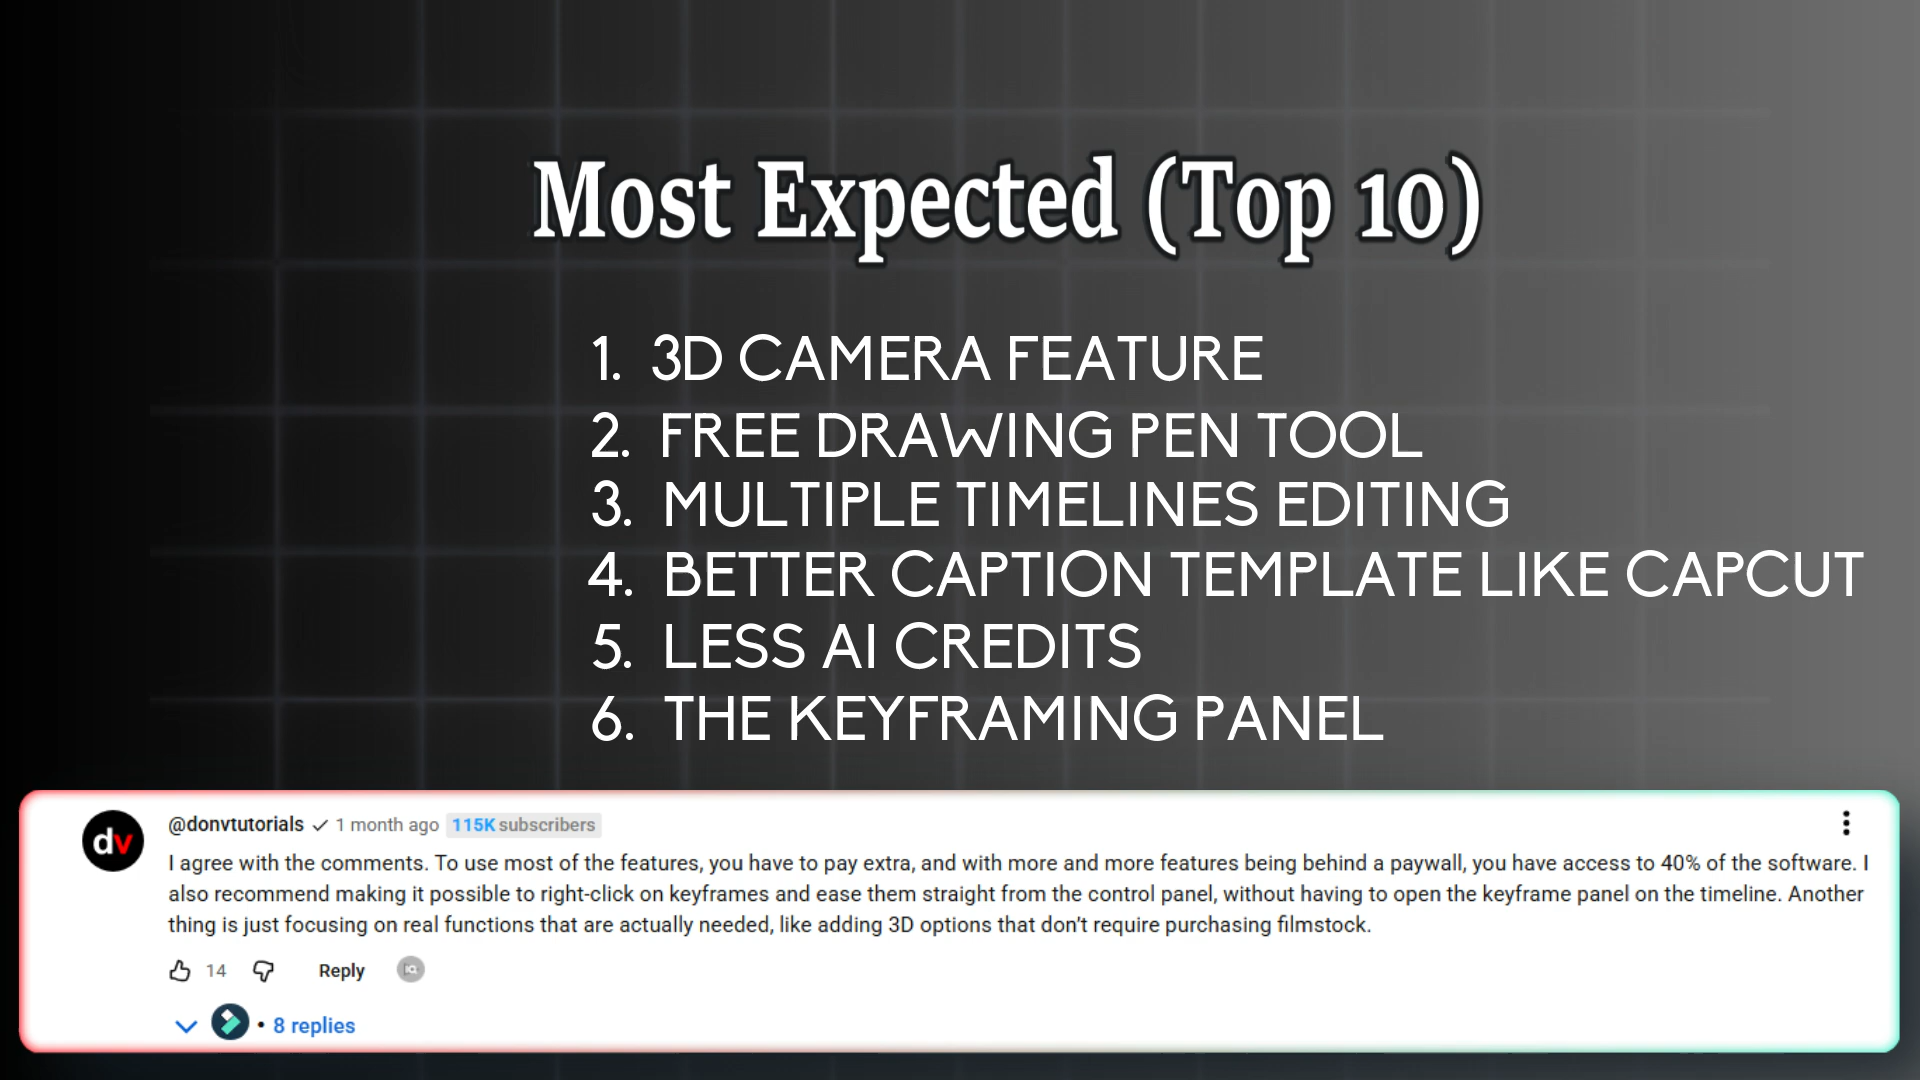 Most Expected (Top 10)
1. 3D CAMERA FEATURE
2. FREE DRAWING PEN TOOL
3. MULTIPLE TIMELINES EDITING
4. BETTER CAPTION TEMPLATE LIKE CAPCUT
5. LESS AI CREDITS
6. THE KEYFRAMING PANEL
dv
@donvtutorials 1 month ago 115K subscribers
I agree with the comments. To use most of the features, you have to pay extra, and with more and more features being behind a paywall, you have access to 40% of the software. I
also recommend making it possible to right-click on keyframes and ease them straight from the control panel, without having to open the keyframe panel on the timeline. Another
thing is just focusing on real functions that are actually needed, like adding 3D options that don't require purchasing filmstock.
14 Reply
• 8 replies